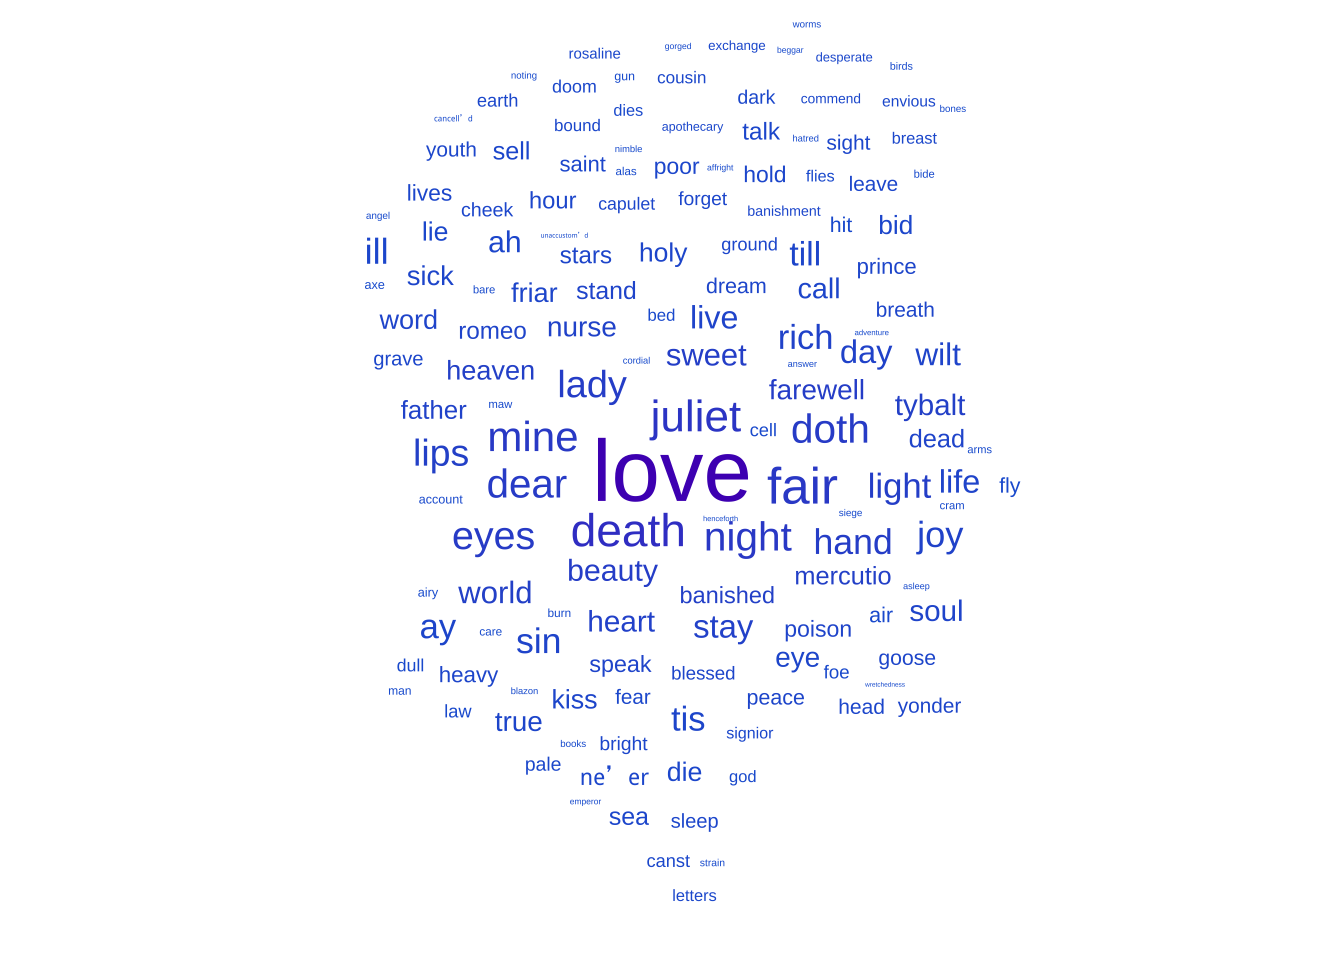 worms
rosaline gorged exchange beggar desperate
noting doom gun cousin birds
earth dies dark commend envious bones
cancell’d bound apothecary talk hatred sight breast
youth sell nimble
saint alas poor affright hold flies leave bide
lives cheek hour capulet forget banishment
angel lie ah unaccustom’d hit bid
ill stars holy ground till prince
axe sick bare friar stand dream call breath
word romeo nurse bed live rich adventure
grave heaven cordial sweet answer day wilt
lady farewell
father maw juliet cell doth tybalt
lips mine dead arms
account dear love fair light life fly
cram
eyes death henceforth night siege hand joy
beauty mercutio asleep
airy world banished
ay care burn heart stay poison air soul
sin
dull heavy speak blessed eye foe goose
man blazon kiss fear peace wretchedness
law true tis signior head yonder
books bright
pale ne’er die god
emperor
sea sleep
canst strain
letters